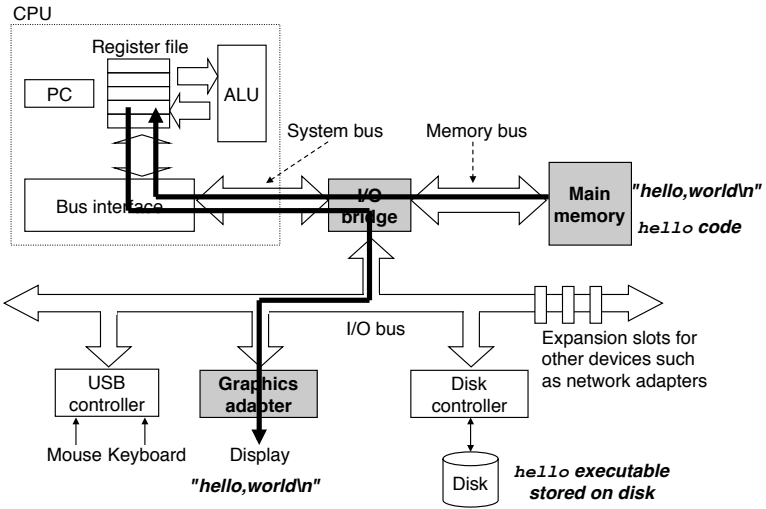 CPU
Register file
PC
ALU
System bus
Memory bus
Bus interface
I/O
bridge
Main
memory
"hello,world\n"
hello code
I/O bus
Expansion slots for
other devices such
as network adapters
USB
controller
Graphics
adapter
Disk
controller
Mouse Keyboard
Display
"hello,world\n"
Disk
hello executable
stored on disk